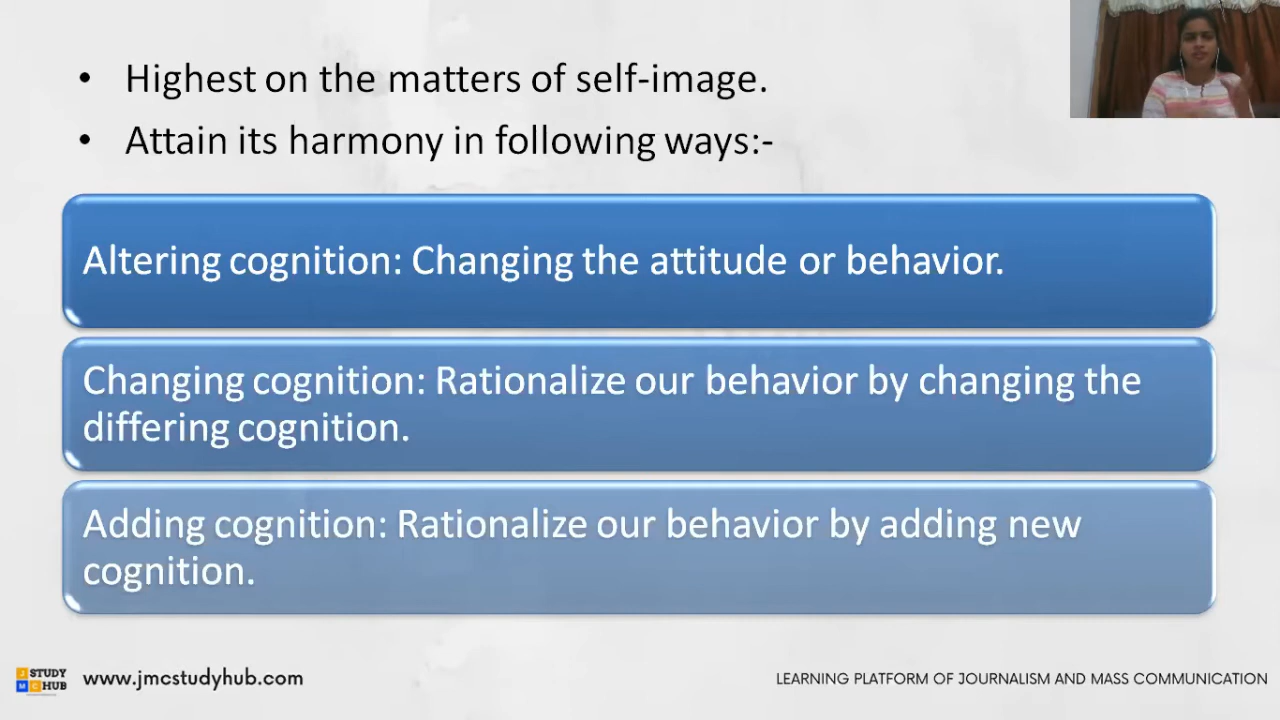 • Highest on the matters of self-image.
• Attain its harmony in following ways:-
Altering cognition: Changing the attitude or behavior.
Changing cognition: Rationalize our behavior by changing the
differing cognition.
Adding cognition: Rationalize our behavior by adding new
cognition.
J STUDY
MC HUB
www.jmcstudyhub.com
LEARNING PLATFORM OF JOURNALISM AND MASS COMMUNICATION